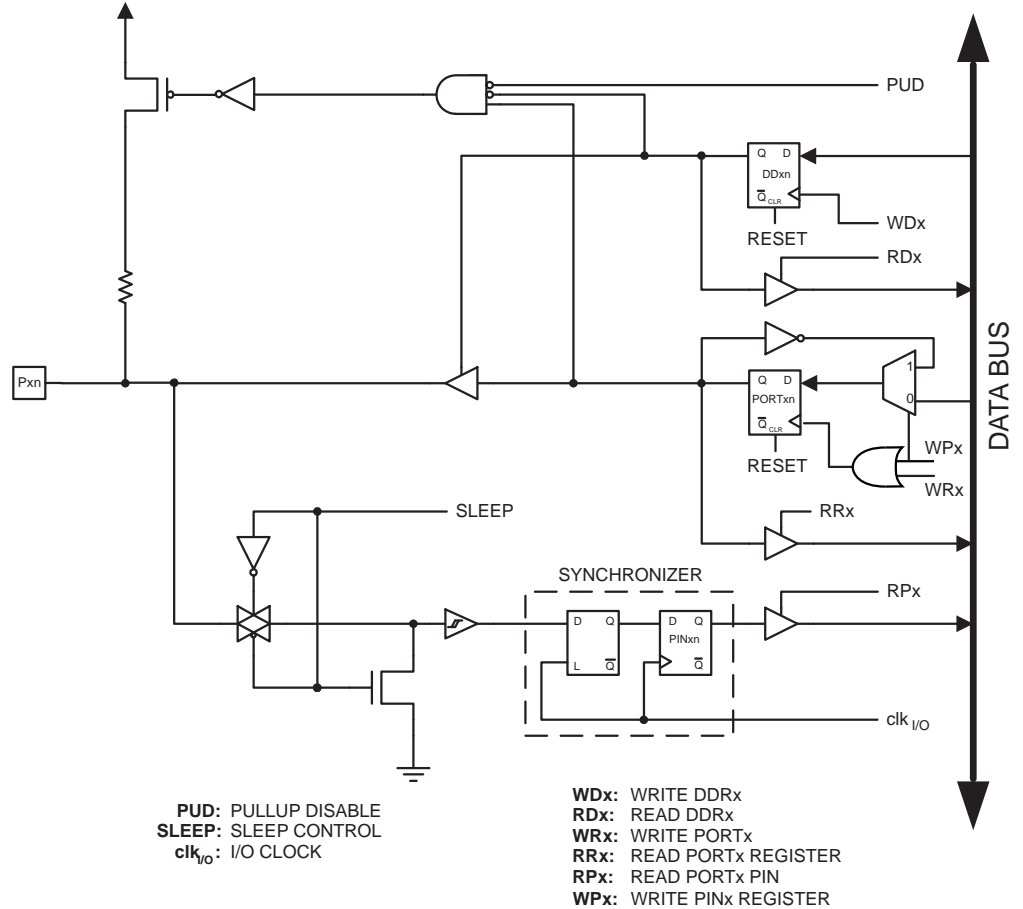 PUD
Q D
DDxn
Q CLR
WDx
RESET
RDx
Pxn
1
Q D
PORTxn
0
Q CLR
DATA BUS
RESET
WPx
WRx
SLEEP
RRx
SYNCHRONIZER
RPx
D Q
D Q
PINxn
L Q
Q
clk I/O
PUD: PULLUP DISABLE
SLEEP: SLEEP CONTROL
clk I/O: I/O CLOCK
WDx: WRITE DDRx
RDx: READ DDRx
WRx: WRITE PORTx
RRx: READ PORTx REGISTER
RPx: READ PORTx PIN
WPx: WRITE PINx REGISTER